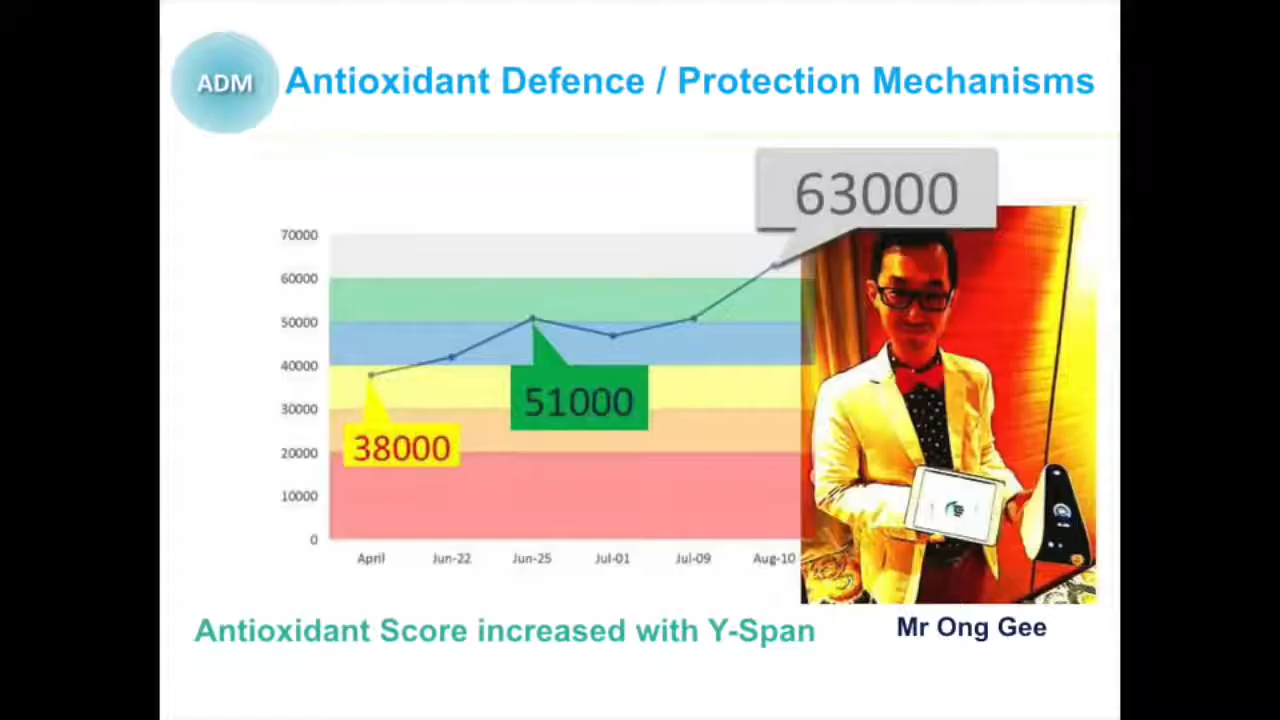 ADM
Antioxidant Defence / Protection Mechanisms
63000
70000
60000
50000
40000
30000
20000
10000
0
51000
38000
April
Jun-22
Jun-25
Jul-01
Jul-09
Aug-10
Antioxidant Score increased with Y-Span
Mr Ong Gee